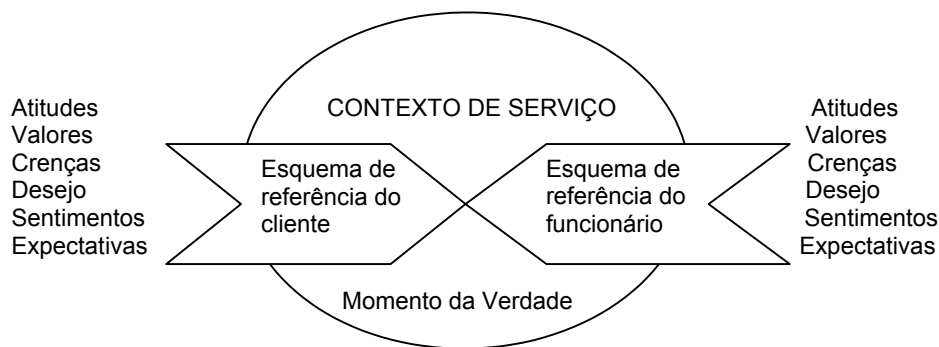 CONTEXTO DE SERVIÇO
Atitudes
Valores
Crenças
Desejo
Sentimentos
Expectativas
Esquema de
referência do
cliente
Esquema de
referência do
funcionário
Atitudes
Valores
Crenças
Desejo
Sentimentos
Expectativas
Momento da Verdade